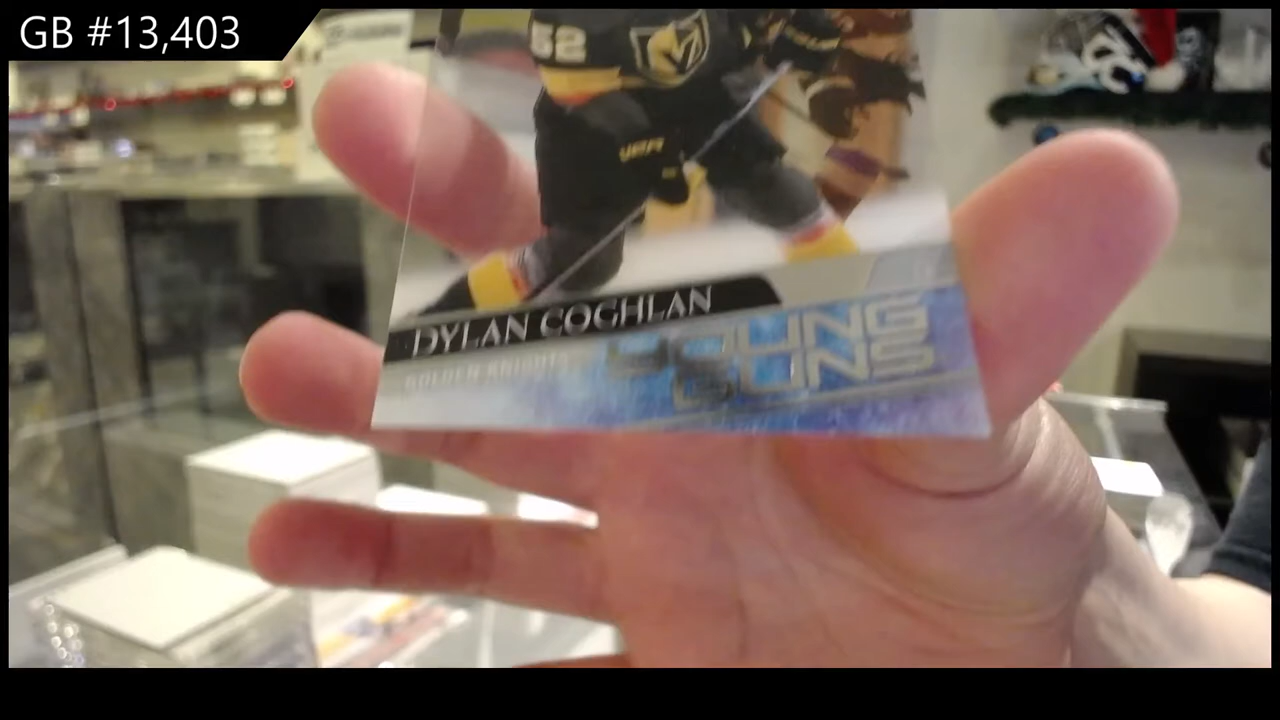 GB #13,403
52
DYLAN COGHLAN
GOLDEN KNIGHTS
YOUNG
GUNS